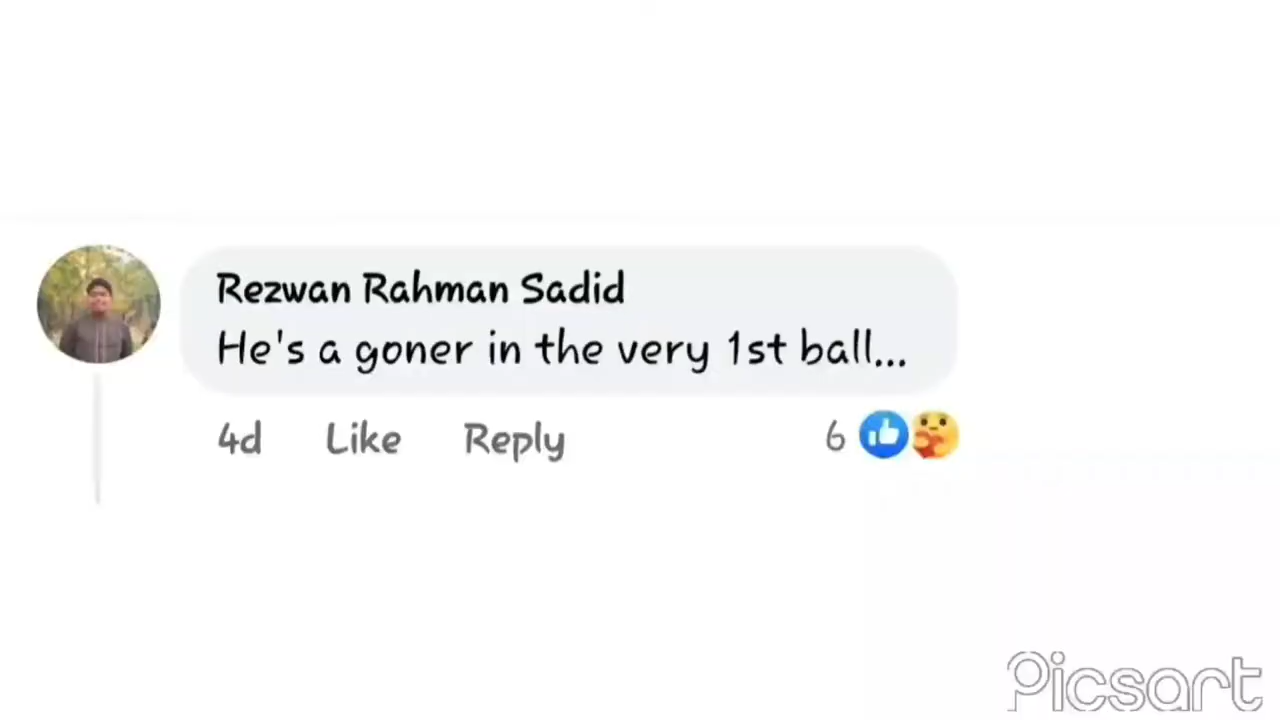 Rezwan Rahman Sadid
He's a goner in the very 1st ball...
4d Like Reply 6
Picsart